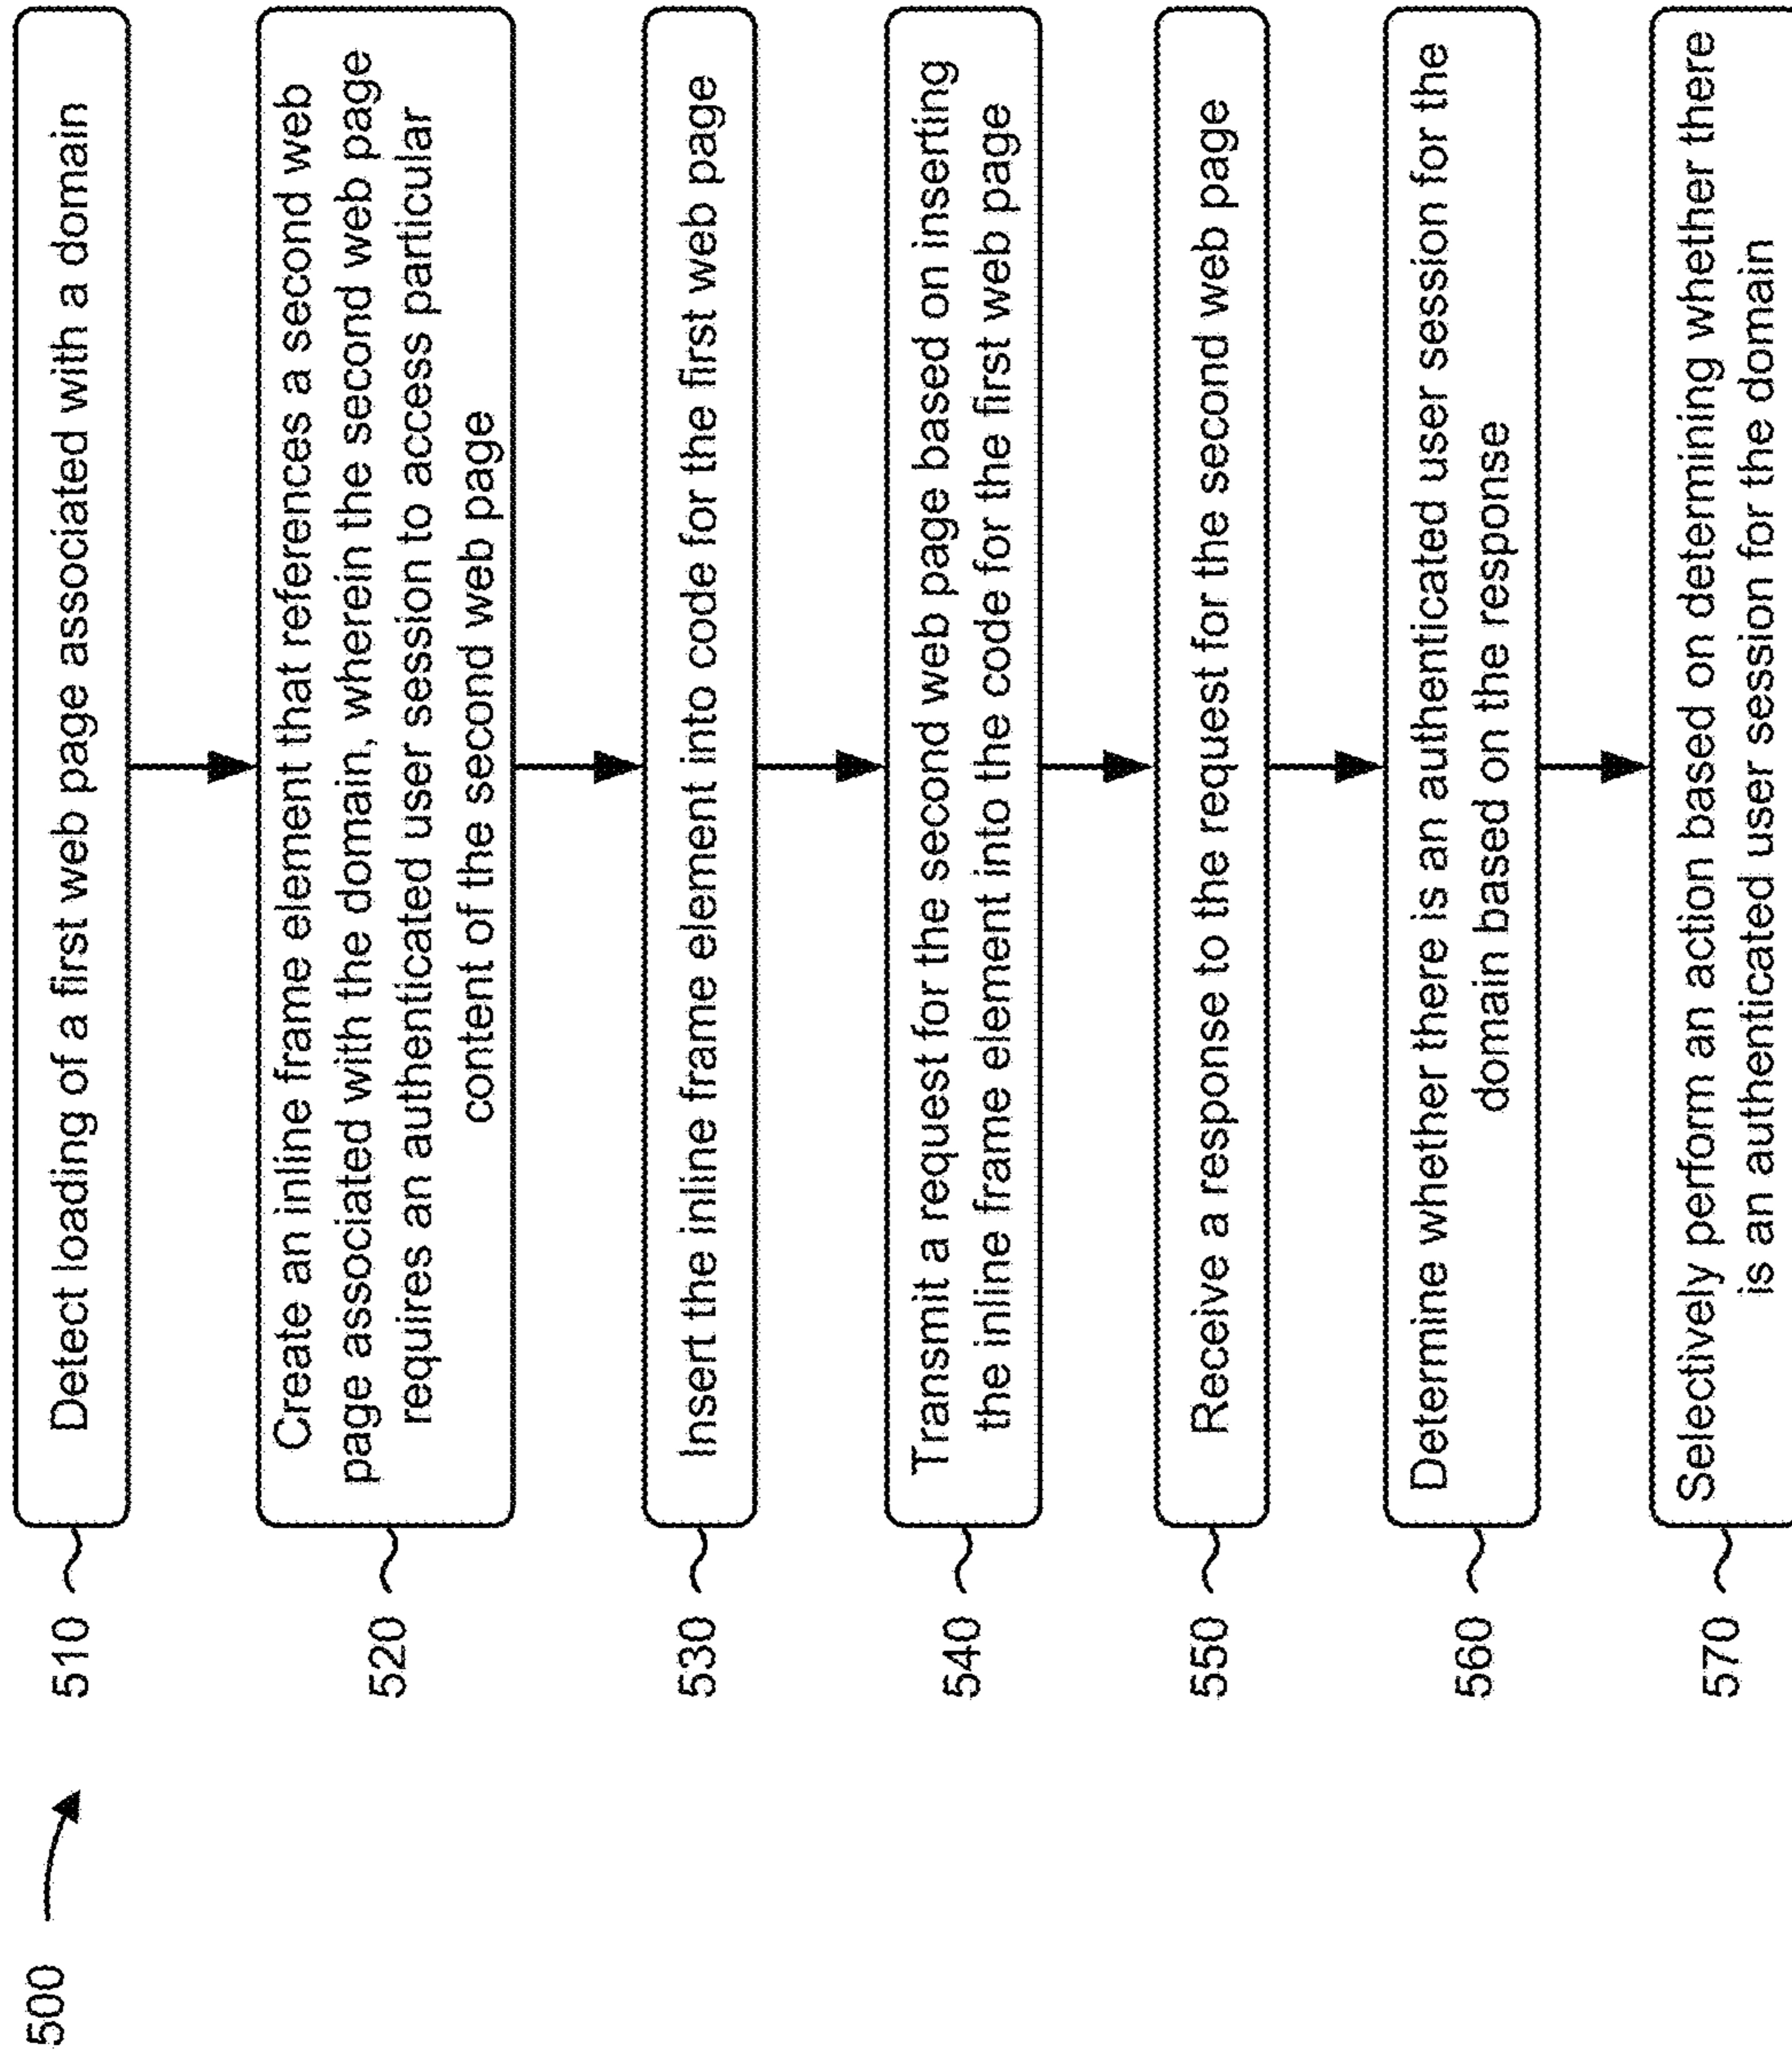 500
510
Detect loading of a first web page associated with a domain
520
Create an inline frame element that references a second web
page associated with the domain, wherein the second web page
requires an authenticated user session to access particular
content of the second web page
530
Insert the inline frame element into code for the first web page
540
Transmit a request for the second web page based on inserting
the inline frame element into the code for the first web page
550
Receive a response to the request for the second web page
560
Determine whether there is an authenticated user session for the
domain based on the response
570
Selectively perform an action based on determining whether there
is an authenticated user session for the domain